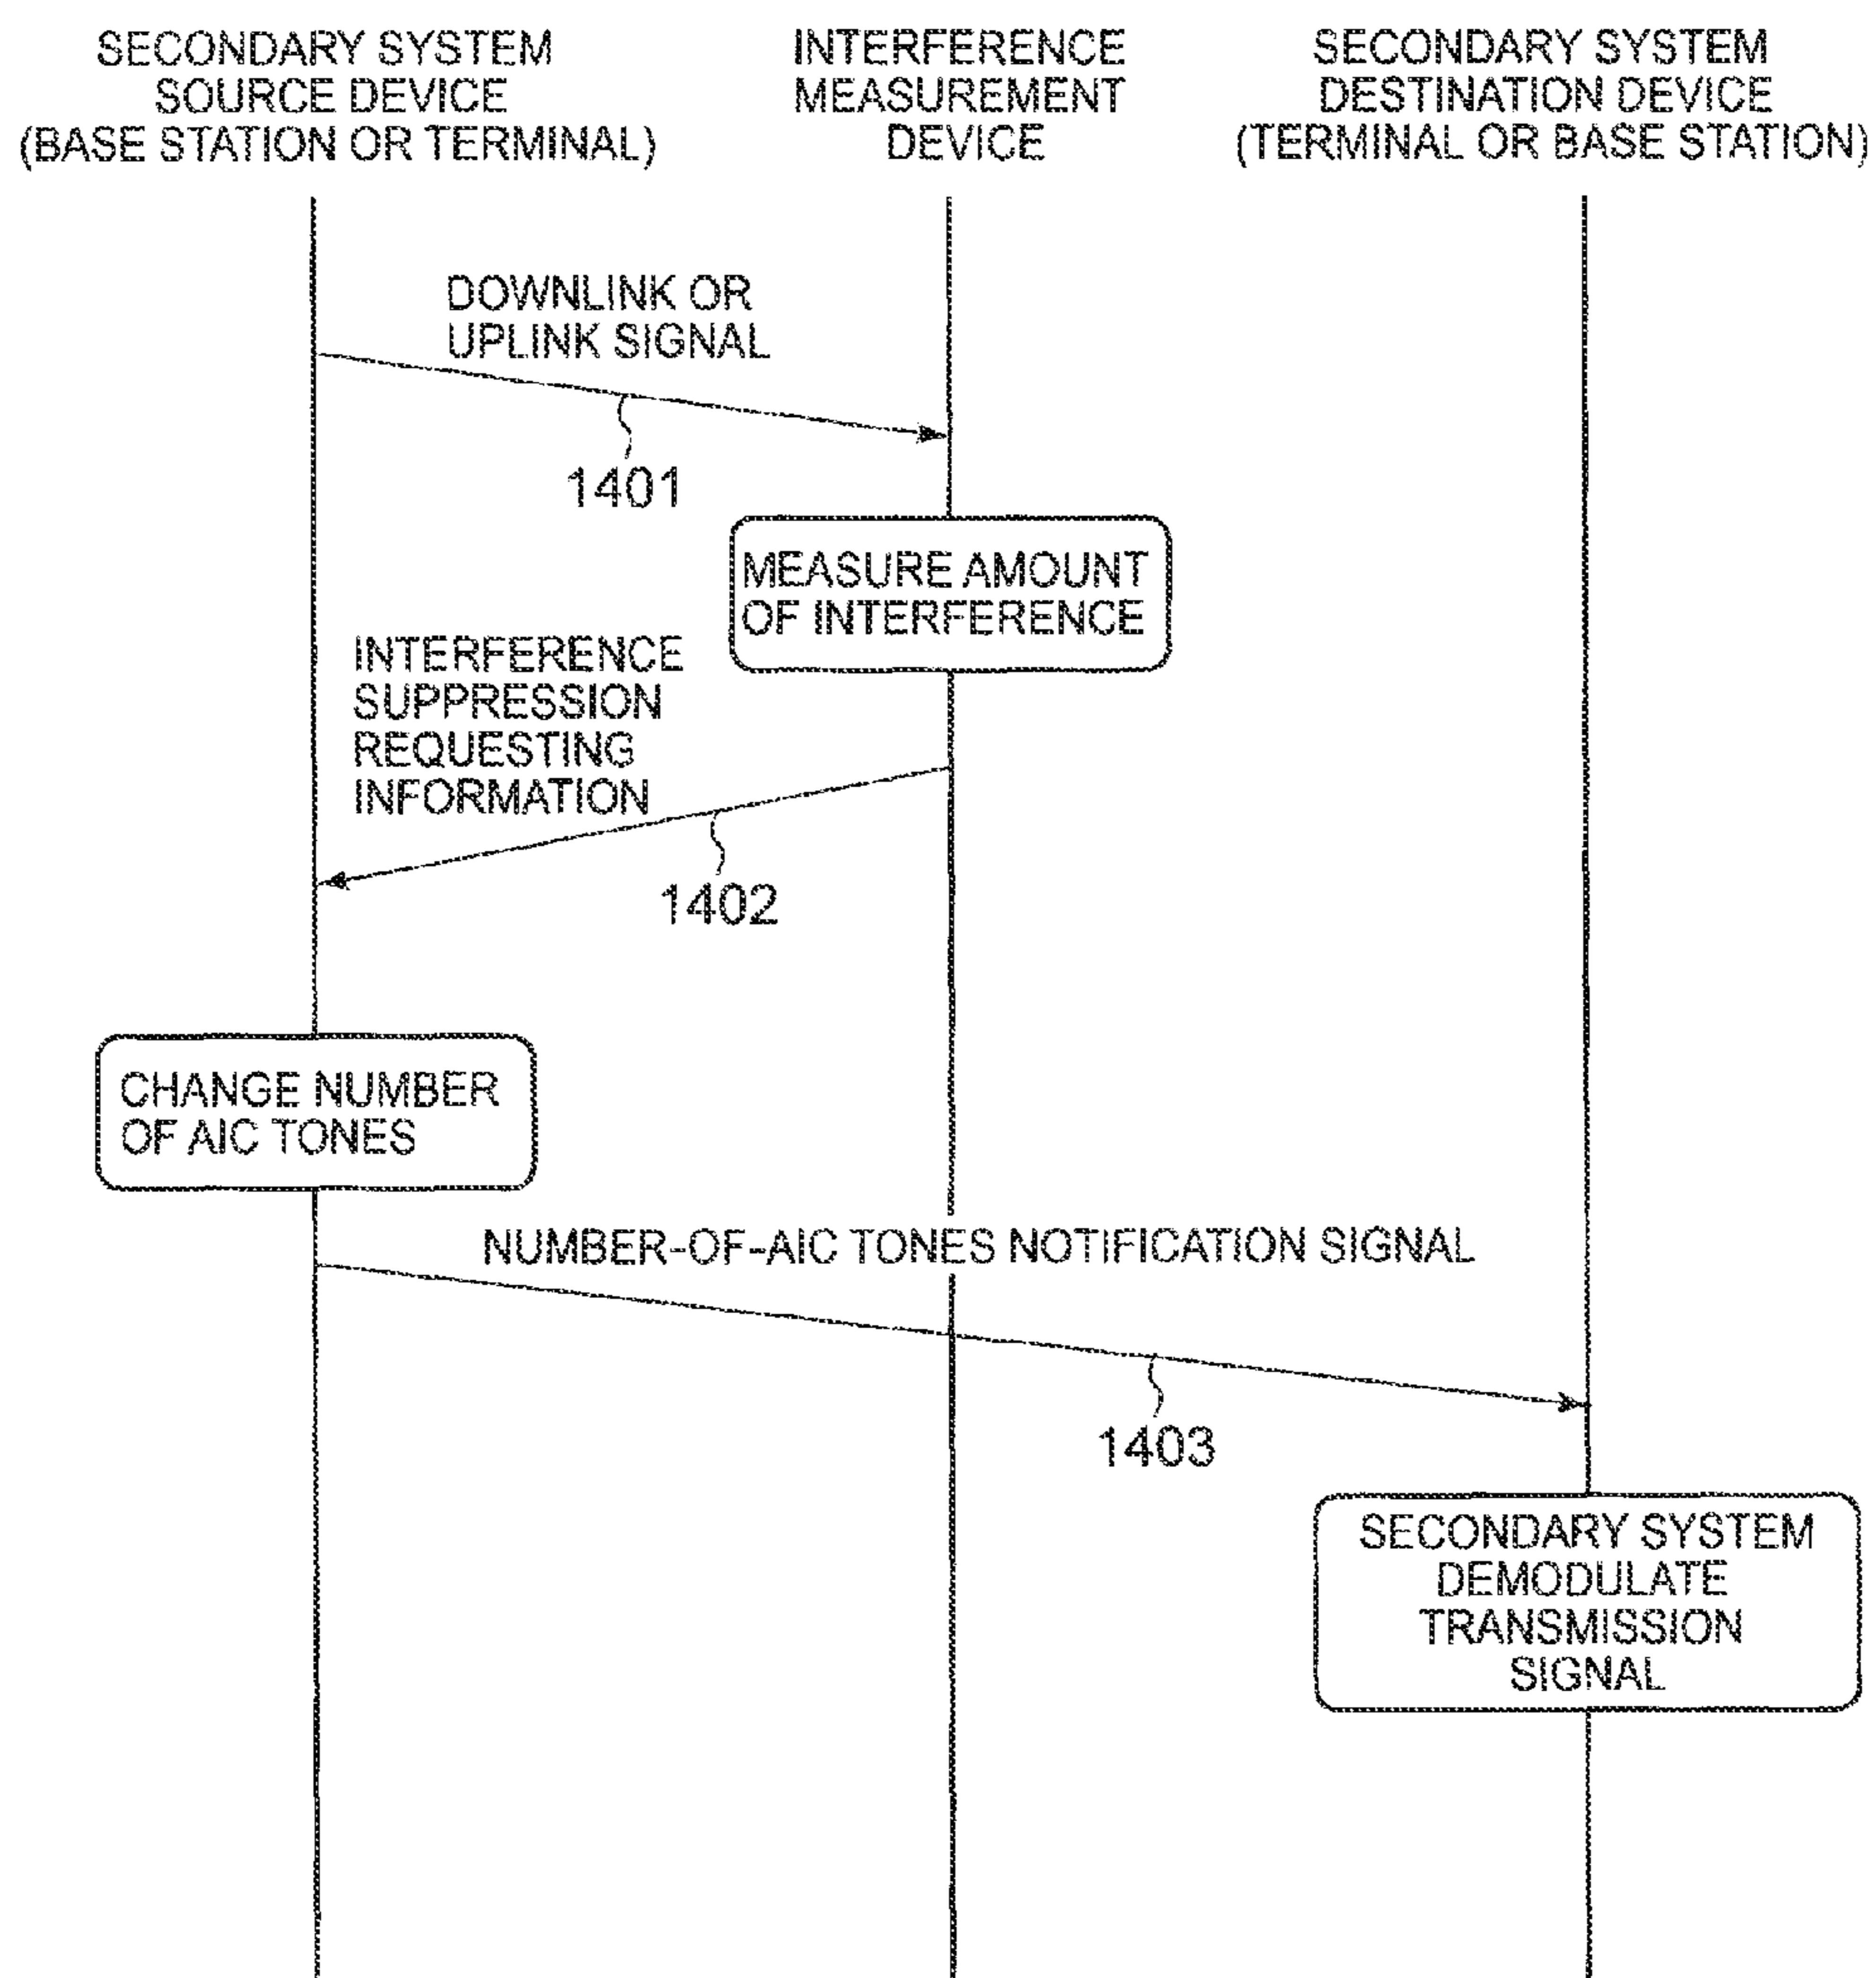 SECONDARY SYSTEM
SOURCE DEVICE
(BASE STATION OR TERMINAL)
INTERFERENCE
MEASUREMENT
DEVICE
SECONDARY SYSTEM
DESTINATION DEVICE
(TERMINAL OR BASE STATION)
DOWNLINK OR
UPLINK SIGNAL
1401
MEASURE AMOUNT
OF INTERFERENCE
INTERFERENCE
SUPPRESSION
REQUESTING
INFORMATION
1402
CHANGE NUMBER
OF AIC TONES
NUMBER-OF-AIC TONES NOTIFICATION SIGNAL
1403
SECONDARY SYSTEM
DEMODULATE
TRANSMISSION
SIGNAL